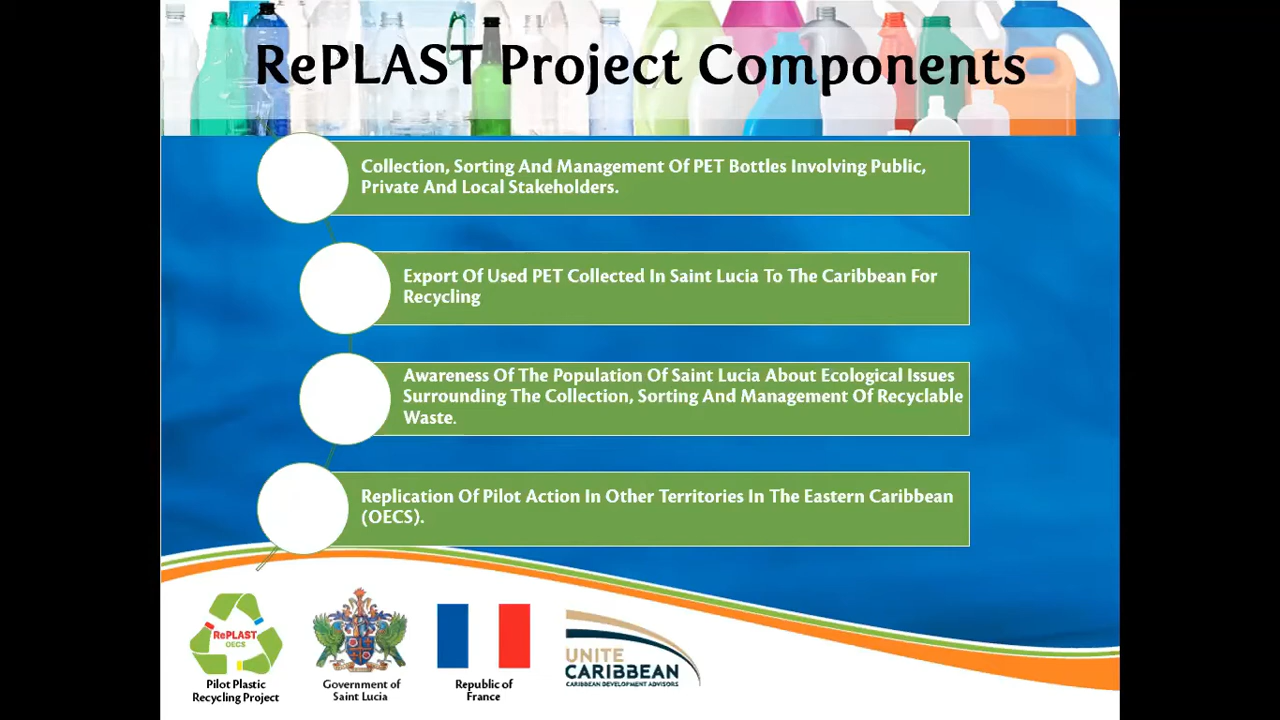 RePLAST Project Components
Collection, Sorting And Management Of PET Bottles Involving Public,
Private And Local Stakeholders.
Export Of Used PET Collected In Saint Lucia To The Caribbean For
Recycling
Awareness Of The Population Of Saint Lucia About Ecological Issues
Surrounding The Collection, Sorting And Management Of Recyclable
Waste.
Replication Of Pilot Action In Other Territories In The Eastern Caribbean
(OECS).
RePLAST
OECS
Pilot Plastic
Recycling Project
Government of
Saint Lucia
Republic of
France
UNITE
CARIBBEAN
CARIBBEAN DEVELOPMENT ADVISORS